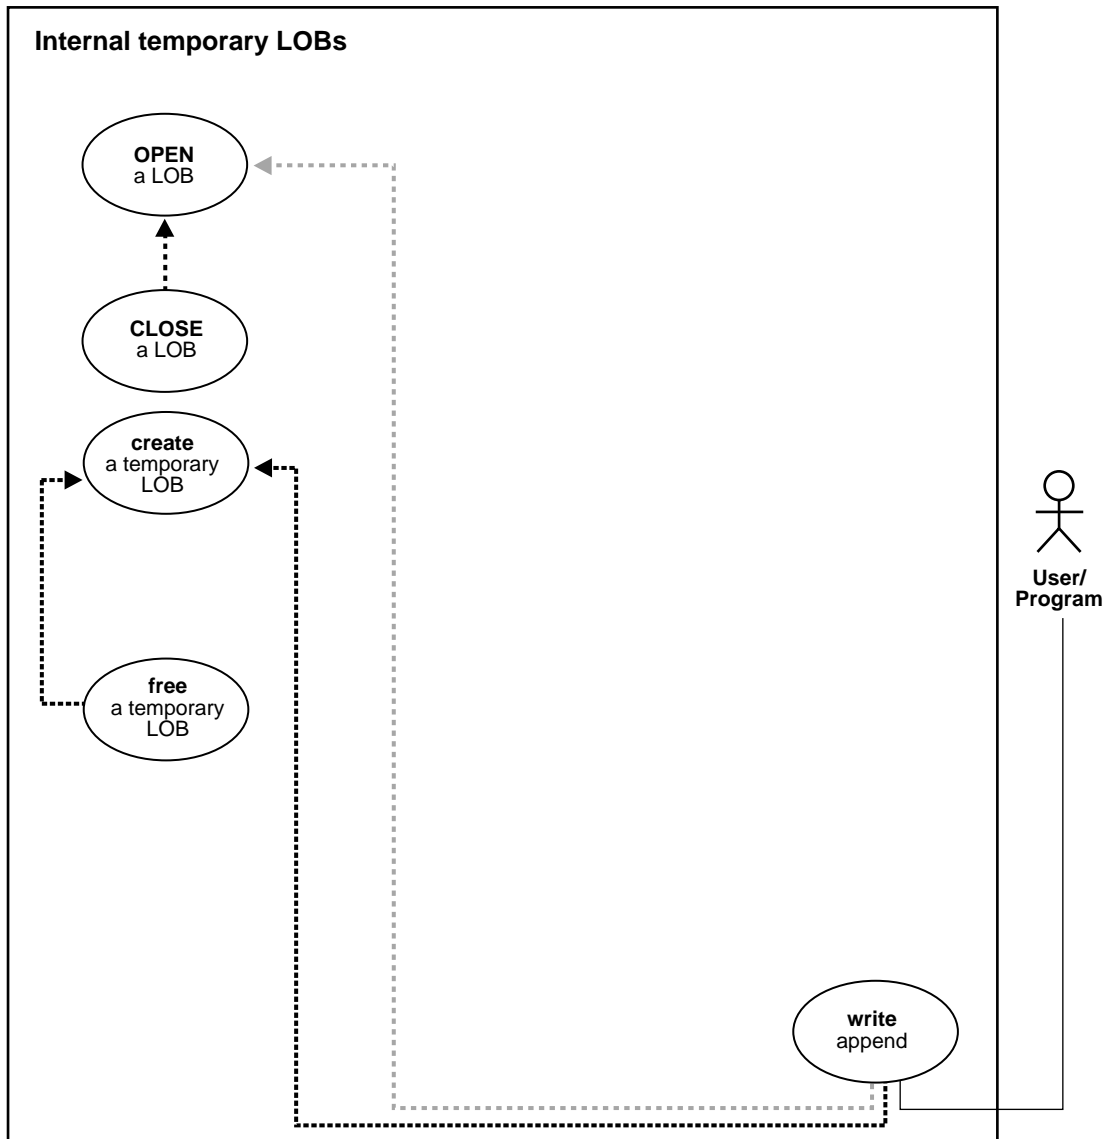 Internal temporary LOBs
OPEN
a LOB
CLOSE
a LOB
create
a temporary
LOB
User/
Program
free
a temporary
LOB
write
append